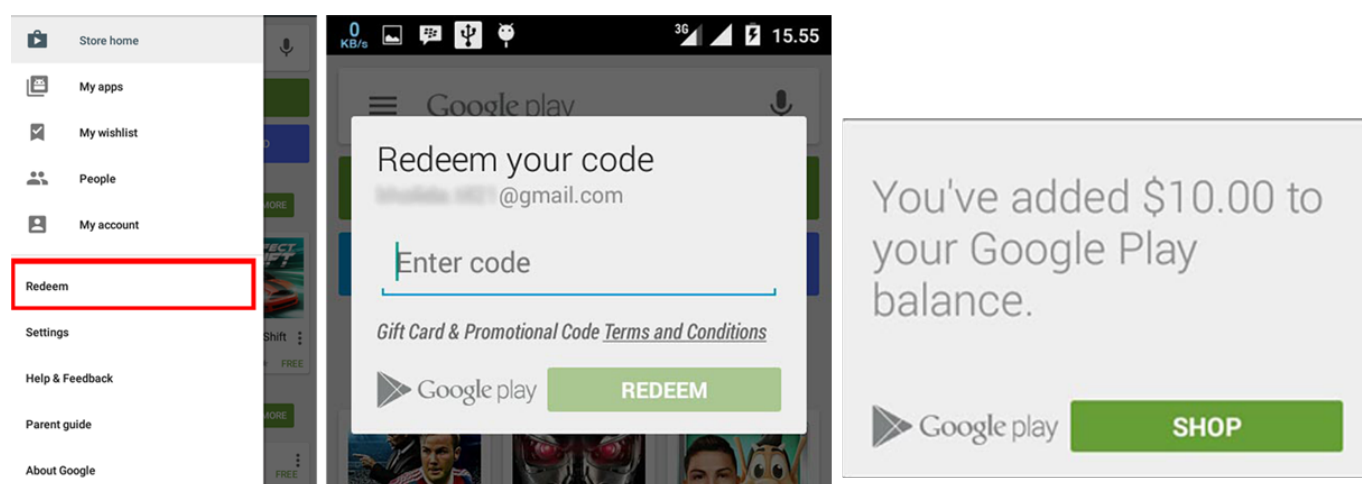 Store home
My apps
My wishlist
People
My account
Redeem
Settings
Help & Feedback
Parent guide
About Google
MORE
Shift
FREE
MORE
FREE
0
KB/s
3G
15.55
Google play
Redeem your code
@gmail.com
Enter code
Gift Card & Promotional Code Terms and Conditions
Google play
REDEEM
You've added $10.00 to
your Google Play
balance.
Google play
SHOP